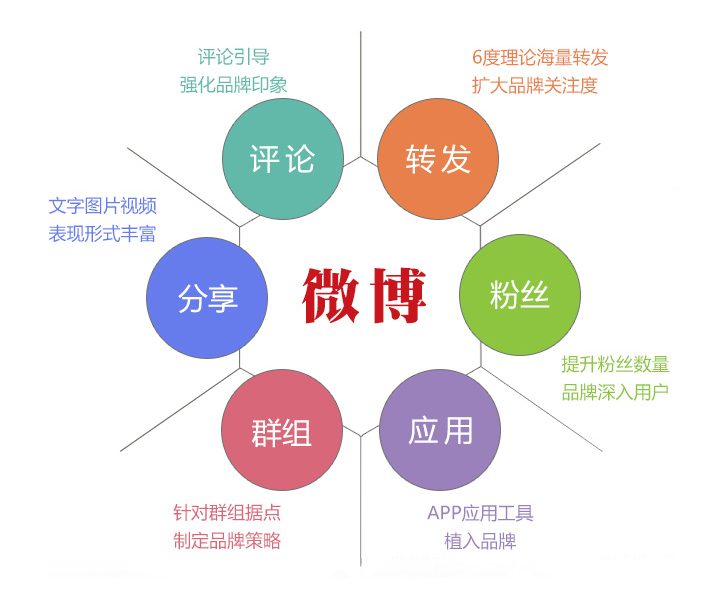 评论引导
强化品牌印象
6度理论海量转发
扩大品牌关注度
评论
转发
文字图片视频
表现形式丰富
分享
微博
粉丝
提升粉丝数量
品牌深入用户
群组
应用
针对群组据点
制定品牌策略
APP应用工具
植入品牌